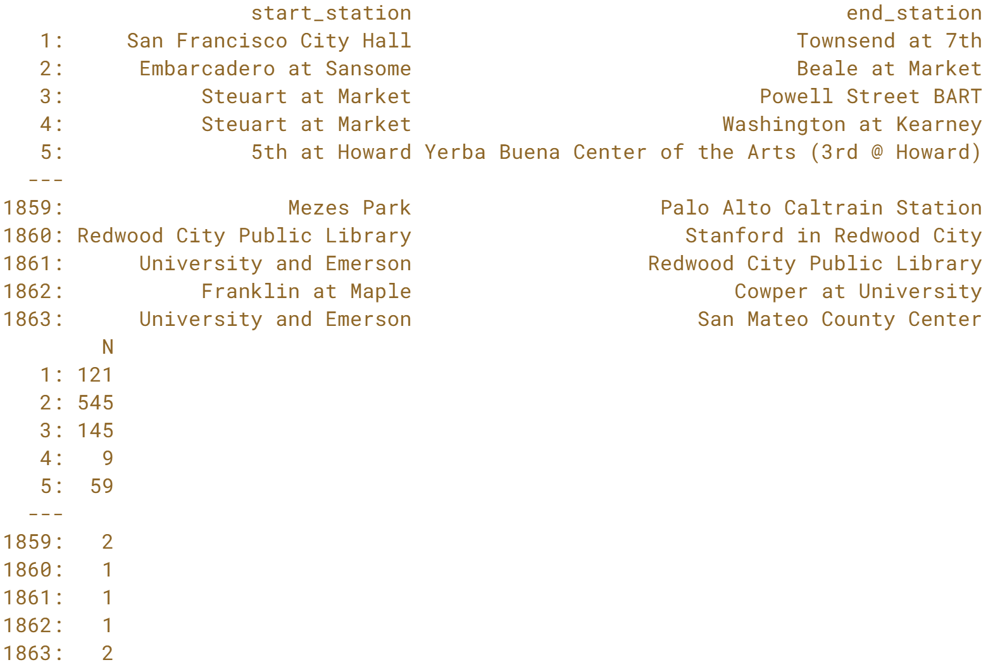 start_station end_station
1: San Francisco City Hall Townsend at 7th
2: Embarcadero at Sansome Beale at Market
3: Steuart at Market Powell Street BART
4: Steuart at Market Washington at Kearney
5: 5th at Howard Yerba Buena Center of the Arts (3rd @ Howard)
---
1859: Mezes Park Palo Alto Caltrain Station
1860: Redwood City Public Library Stanford in Redwood City
1861: University and Emerson Redwood City Public Library
1862: Franklin at Maple Cowper at University
1863: University and Emerson San Mateo County Center
N
1: 121
2: 545
3: 145
4: 9
5: 59
---
1859: 2
1860: 1
1861: 1
1862: 1
1863: 2